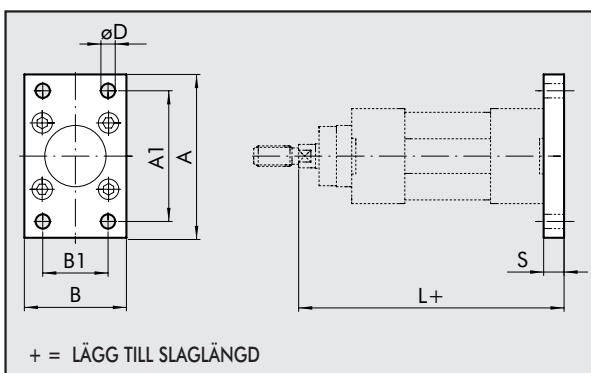 øD
A1
A
B1
B
S
L+
+ = LÄGG TILL SLAGLÄNGD